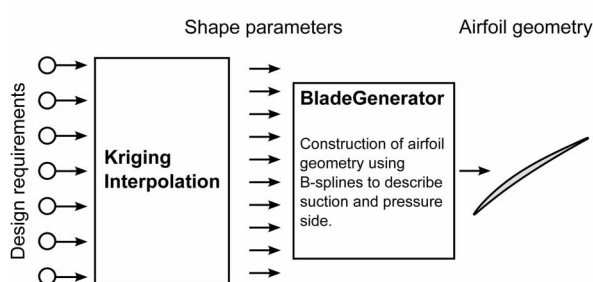 Shape parameters
Airfoil geometry
Design requirements
Kriging
Interpolation
BladeGenerator
Construction of airfoil
geometry using
B-splines to describe
suction and pressure
side.